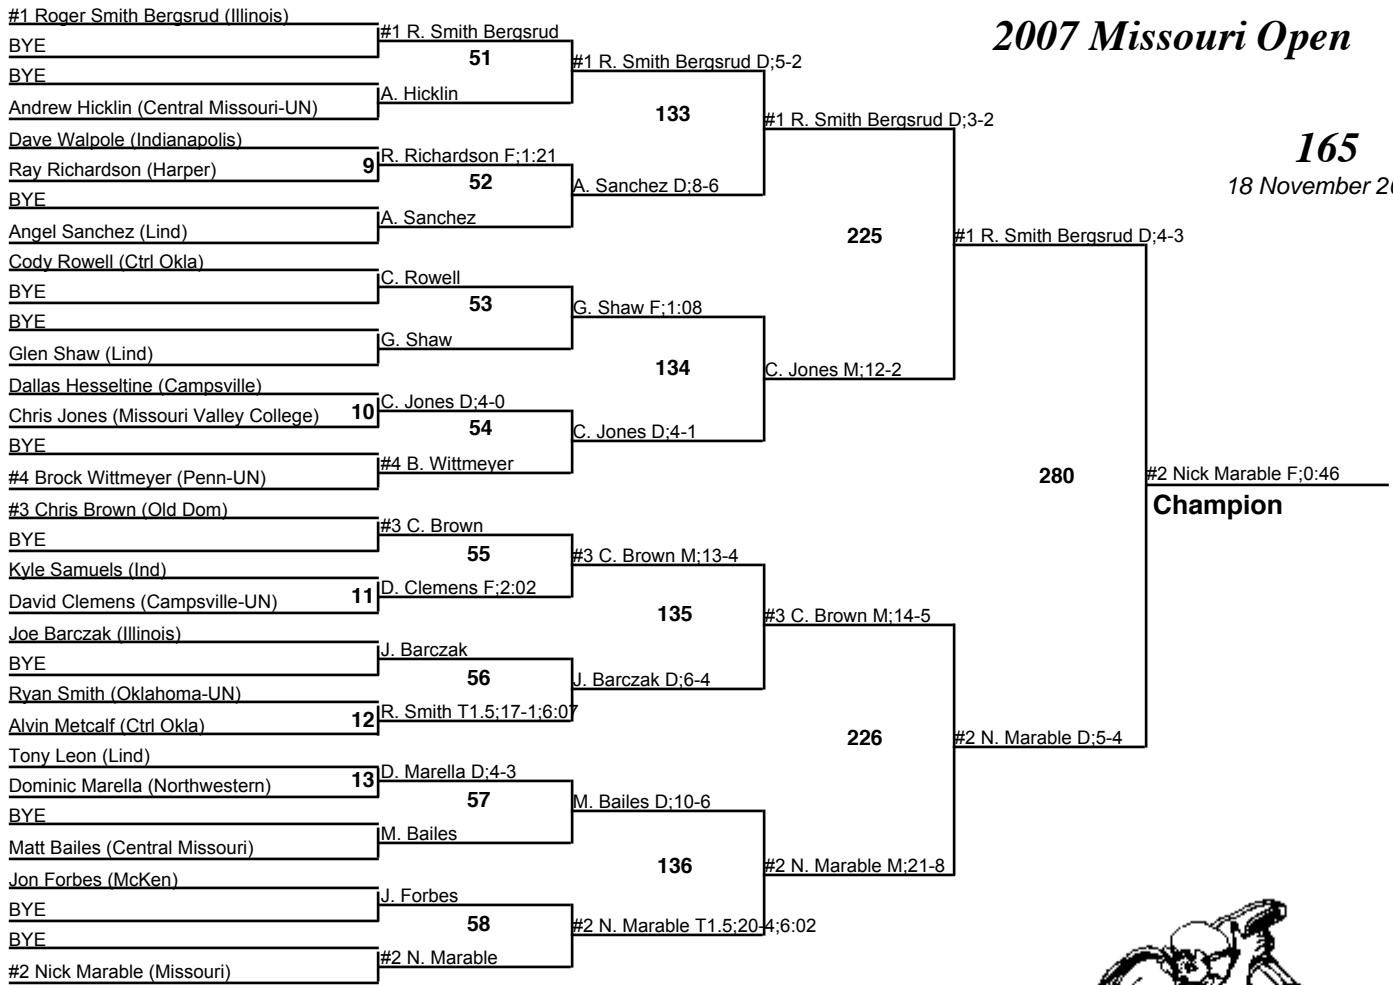 2007 Missouri Open
165
18 November 20
#1 Roger Smith Bergsrud (Illinois)
BYE
BYE
Andrew Hicklin (Central Missouri-UN)
Dave Walpole (Indianapolis)
Ray Richardson (Harper)
9
BYE
Angel Sanchez (Lind)
Cody Rowell (Ctrl Okla)
BYE
BYE
Glen Shaw (Lind)
Dallas Hesseltine (Campsville)
Chris Jones (Missouri Valley College)
10
BYE
#4 Brock Wittmeyer (Penn-UN)
#3 Chris Brown (Old Dom)
BYE
Kyle Samuels (Ind)
David Clemens (Campsville-UN)
11
Joe Barczak (Illinois)
BYE
Ryan Smith (Oklahoma-UN)
Alvin Metcalf (Ctrl Okla)
12
Tony Leon (Lind)
Dominic Marella (Northwestern)
13
BYE
Matt Bailes (Central Missouri)
Jon Forbes (McKen)
BYE
BYE
#2 Nick Marable (Missouri)
#1 R. Smith Bergsrud
51
A. Hicklin
R. Richardson F;1:21
52
A. Sanchez
C. Rowell
53
G. Shaw
C. Jones D;4-0
54
#4 B. Wittmeyer
#3 C. Brown
55
D. Clemens F;2:02
J. Barczak
56
R. Smith T1.5;17-1;6:07
D. Marella D;4-3
57
M. Bailes
J. Forbes
58
#2 N. Marable
#1 R. Smith Bergsrud D;5-2
133
A. Sanchez D;8-6
G. Shaw F;1:08
134
C. Jones D;4-1
#3 C. Brown M;13-4
135
J. Barczak D;6-4
M. Bailes D;10-6
136
#2 N. Marable T1.5;20-4;6:02
#1 R. Smith Bergsrud D;3-2
225
C. Jones M;12-2
#3 C. Brown M;14-5
226
#2 N. Marable M;21-8
#1 R. Smith Bergsrud D;4-3
280
#2 N. Marable D;5-4
#2 Nick Marable F;0:46
Champion